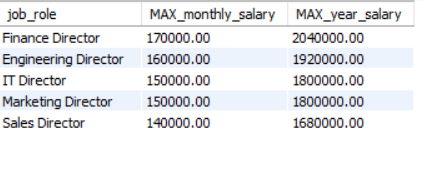 job_role MAX_monthly_salary MAX_year_salary
Finance Director 170000.00 2040000.00
Engineering Director 160000.00 1920000.00
IT Director 150000.00 1800000.00
Marketing Director 150000.00 1800000.00
Sales Director 140000.00 1680000.00